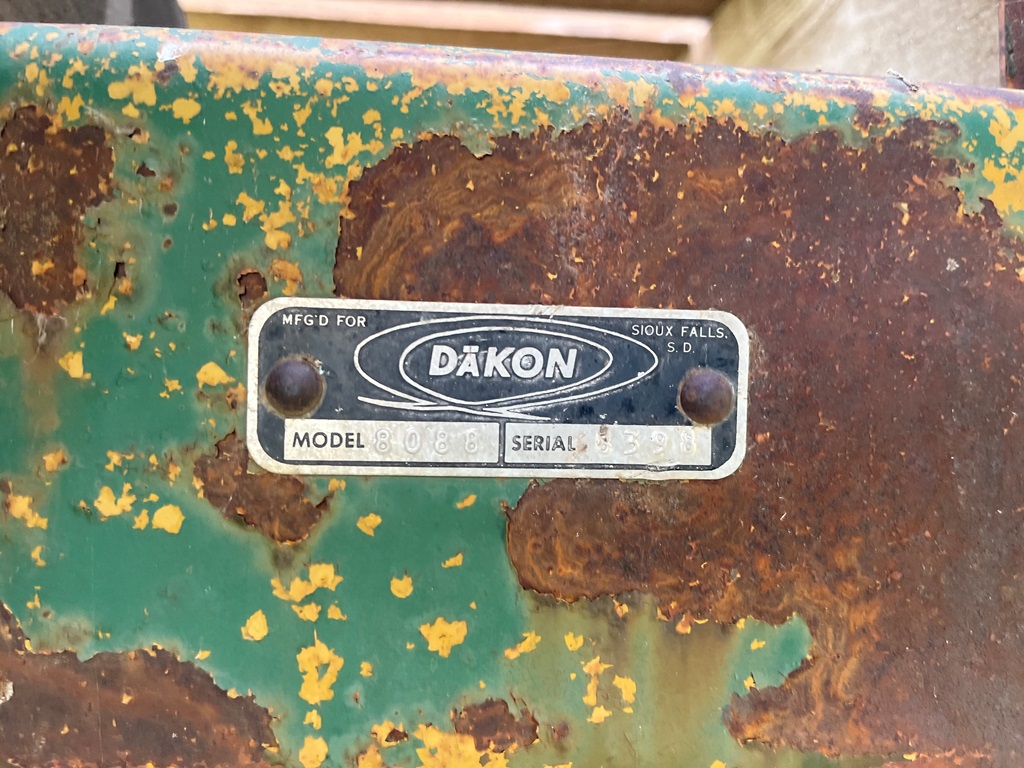 MFG'D FOR
SIOUX FALLS,
S.D.
DÄKON
MODEL 8088 SERIAL